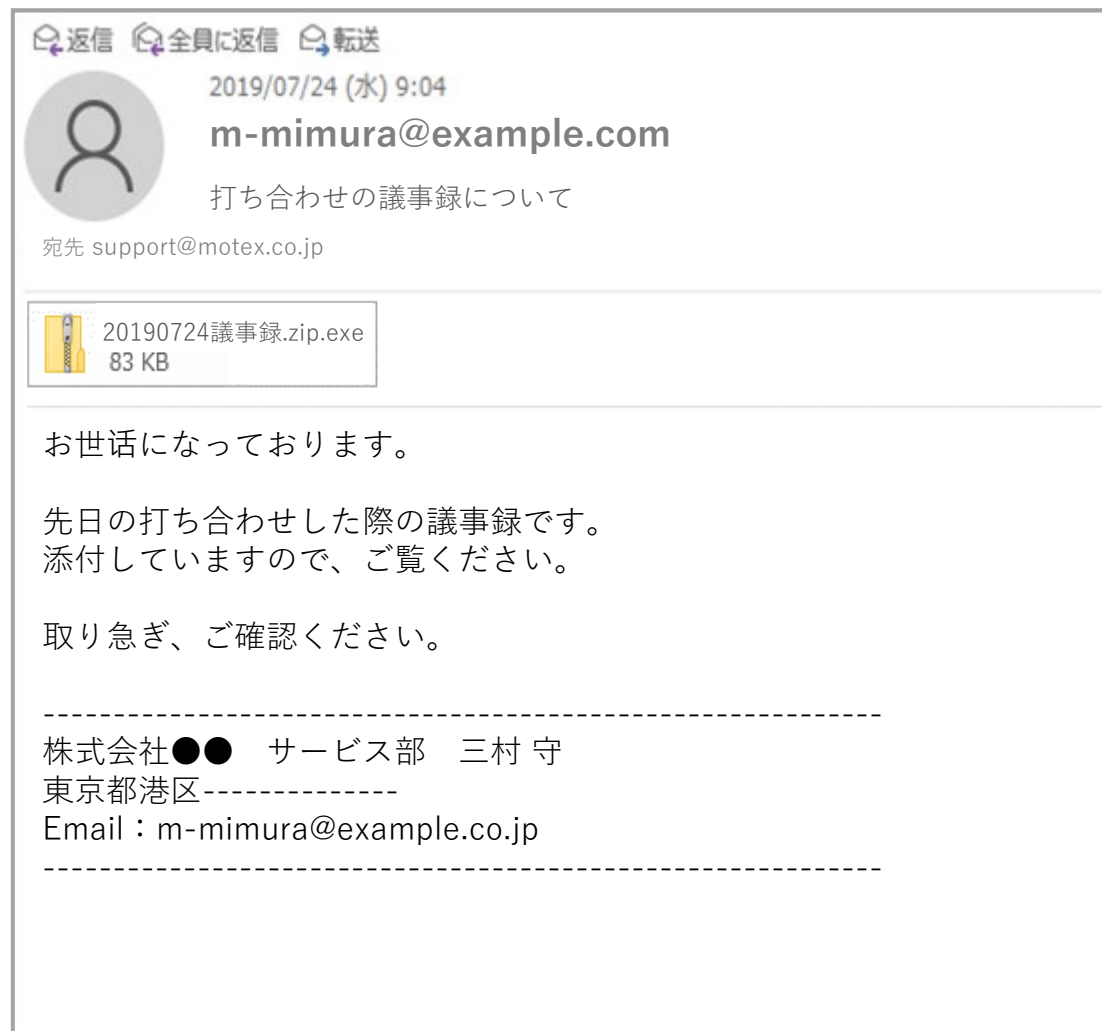 返信 全員に返信 転送
2019/07/24 (水) 9:04
m-mimura@example.com
打ち合わせの議事録について
宛先 support@motex.co.jp
20190724議事録.zip.exe
83 KB
お世话になっております。
先日の打ち合わせした際の議事録です。
添付していますので、ご覧ください。
取り急ぎ、ご確認ください。
------------------------------------------------------------
株式会社●●　サービス部　三村 守
東京都港区--------------
Email：m-mimura@example.co.jp
------------------------------------------------------------